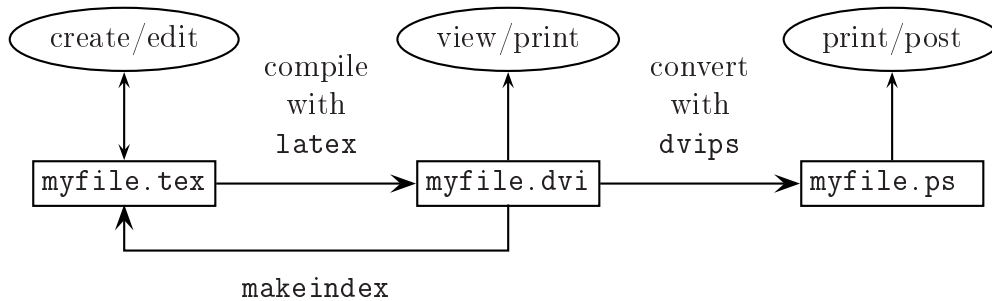 create/edit
view/print
print/post
compile
with
latex
convert
with
dvips
myfile.tex
myfile.dvi
myfile.ps
makeindex